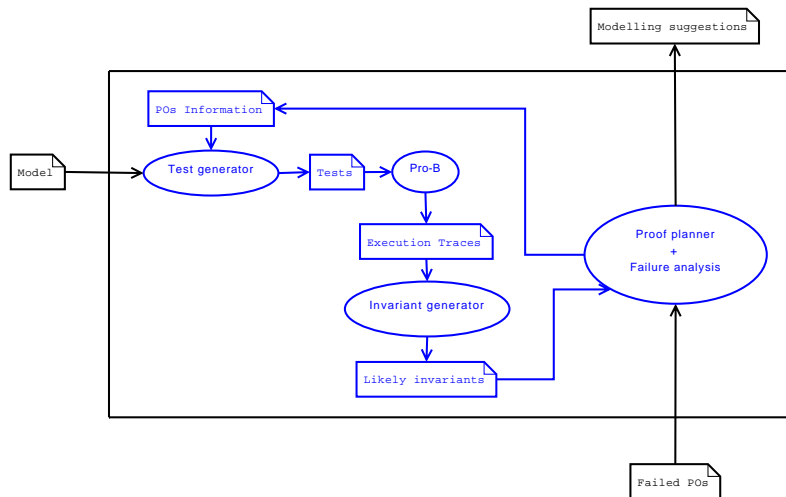 Modelling suggestions
POs Information
Model
Test generator
Tests
Pro-B
Execution Traces
Proof planner
+
Failure analysis
Invariant generator
Likely invariants
Failed POs